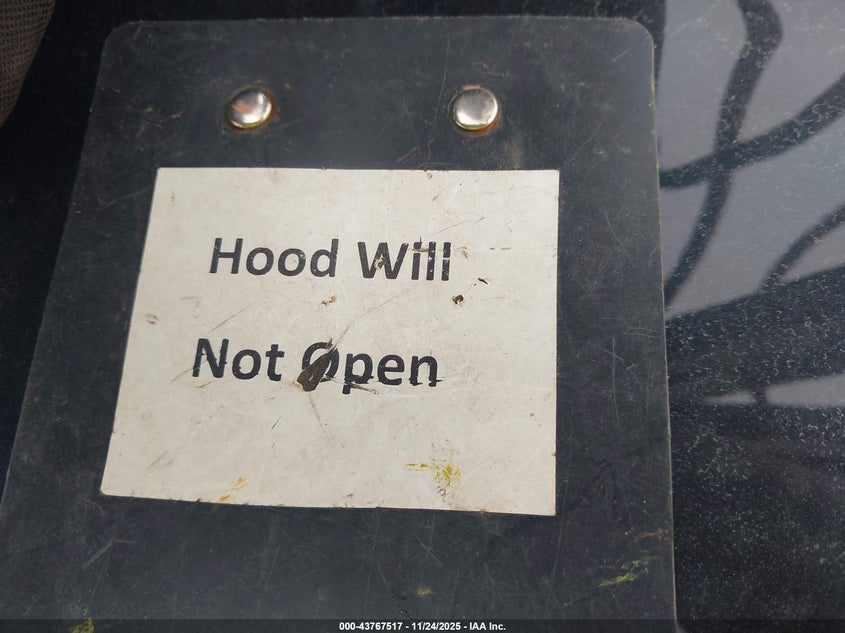 Hood Will
Not Open
000-43767517 - 11/24/2025 - IAA Inc.